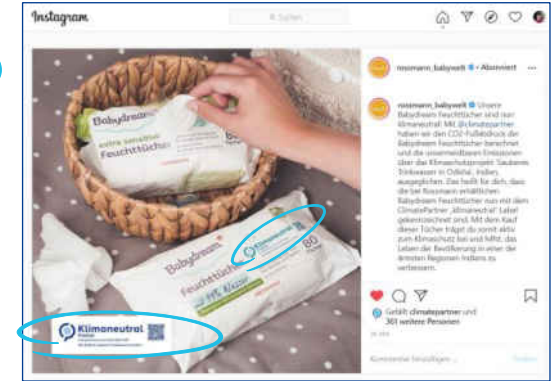 Instagram
Suchen
rossmann_babywelt • Abonniert
rossmann_babywelt Unsere
Babydream Feuchttücher sind nun
klimaneutral! Mit @climatepartner
haben wir den CO2-Fußabdruck der
Babydream Feuchttücher berechnet
und die unvermeidbaren Emissionen
über das Klimaschutzprojekt Sauberes
Trinkwasser in Odisha, Indien,
ausgeglichen. Das heißt für dich, dass
die bei Rossmann erhältlichen
Babydream Feuchttücher nun mit dem
ClimatePartner „klimaneutral“ Label
gekennzeichnet sind. Mit dem Kauf
dieser Tücher trägst du somit aktiv
zum Klimaschutz bei und hilfst, das
Leben der Bevölkerung in einer der
ärmsten Regionen Indiens zu
verbessern.
Gefällt climatepartner und
301 weitere Personen
Kommentar hinzufügen ...
Babydream
extra sensitive
Feuchttücher
80
Babydream
Feuchttücher
mit 99% Wasser
Klimaneutral
80
Klimaneutral